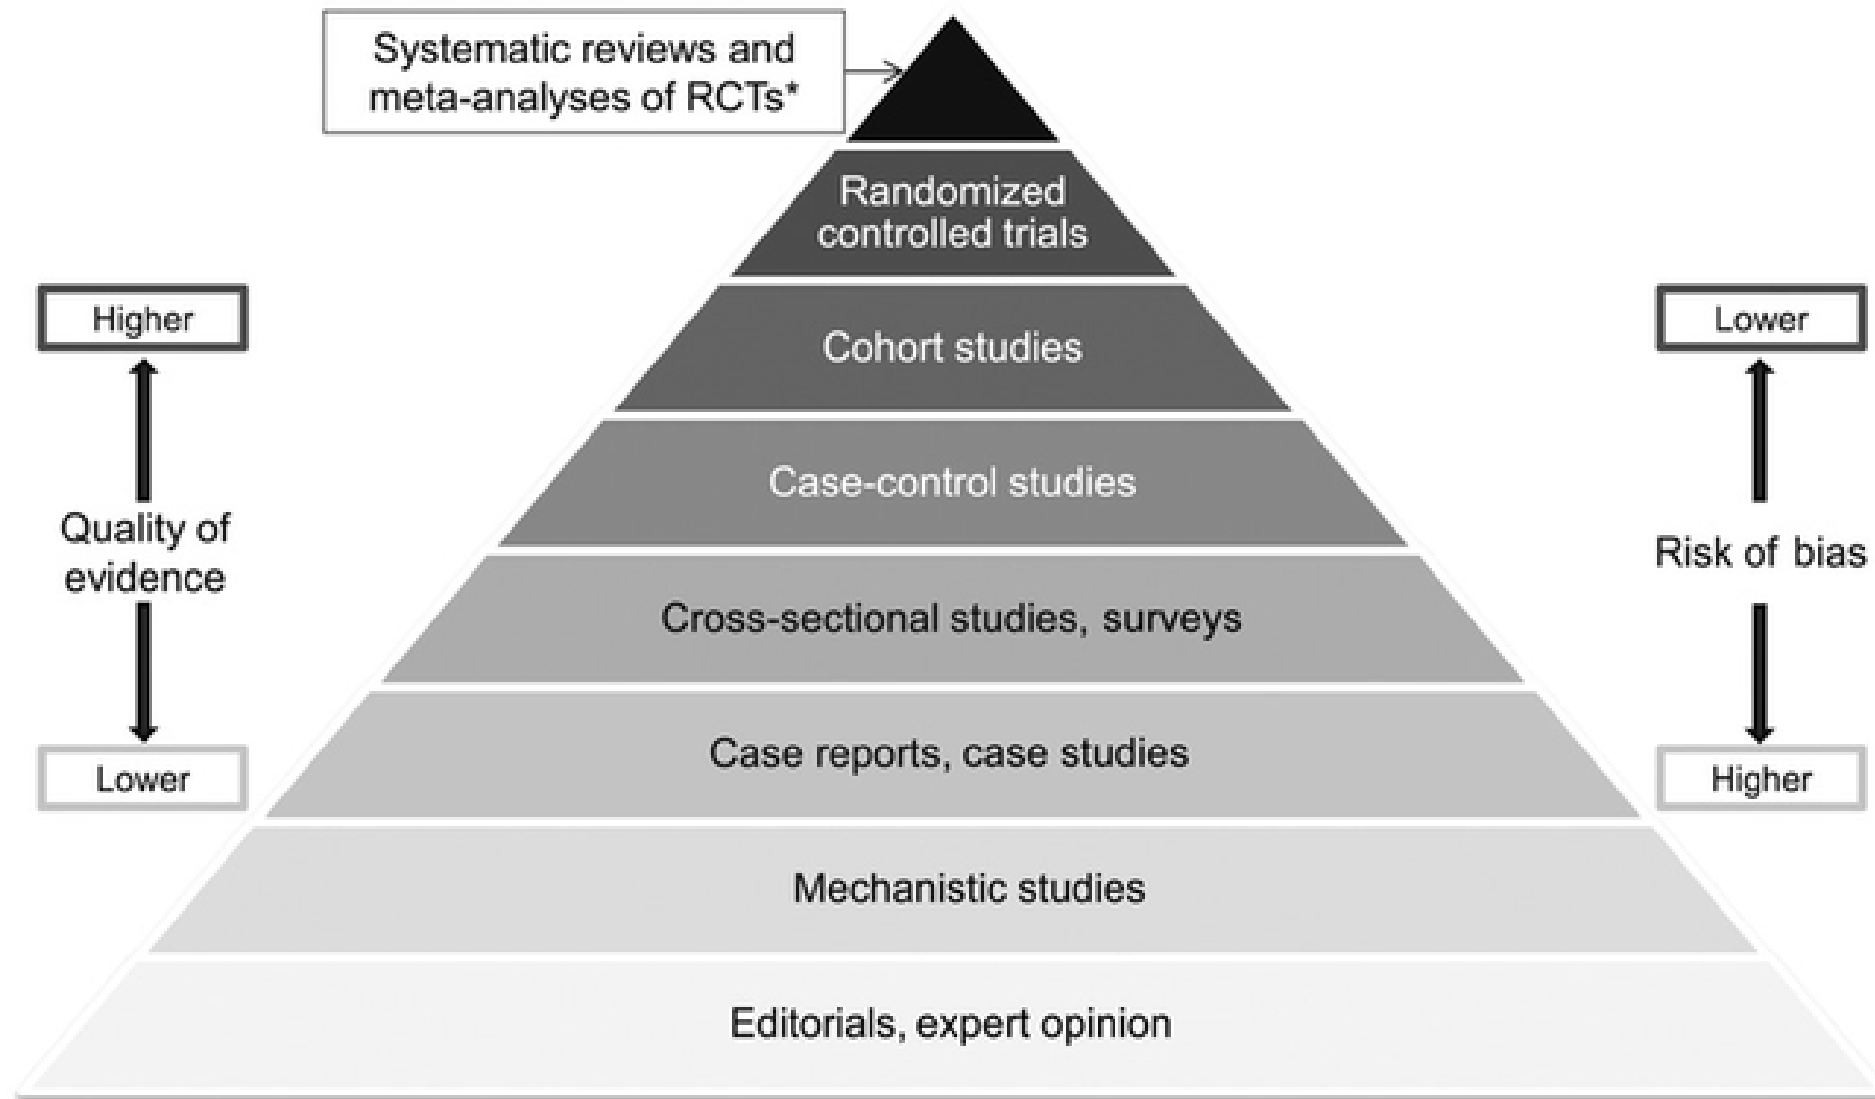 Systematic reviews and
meta-analyses of RCTs*
Randomized
controlled trials
Higher
Lower
Cohort studies
Case-control studies
Quality of
evidence
Risk of bias
Cross-sectional studies, surveys
Case reports, case studies
Lower
Higher
Mechanistic studies
Editorials, expert opinion